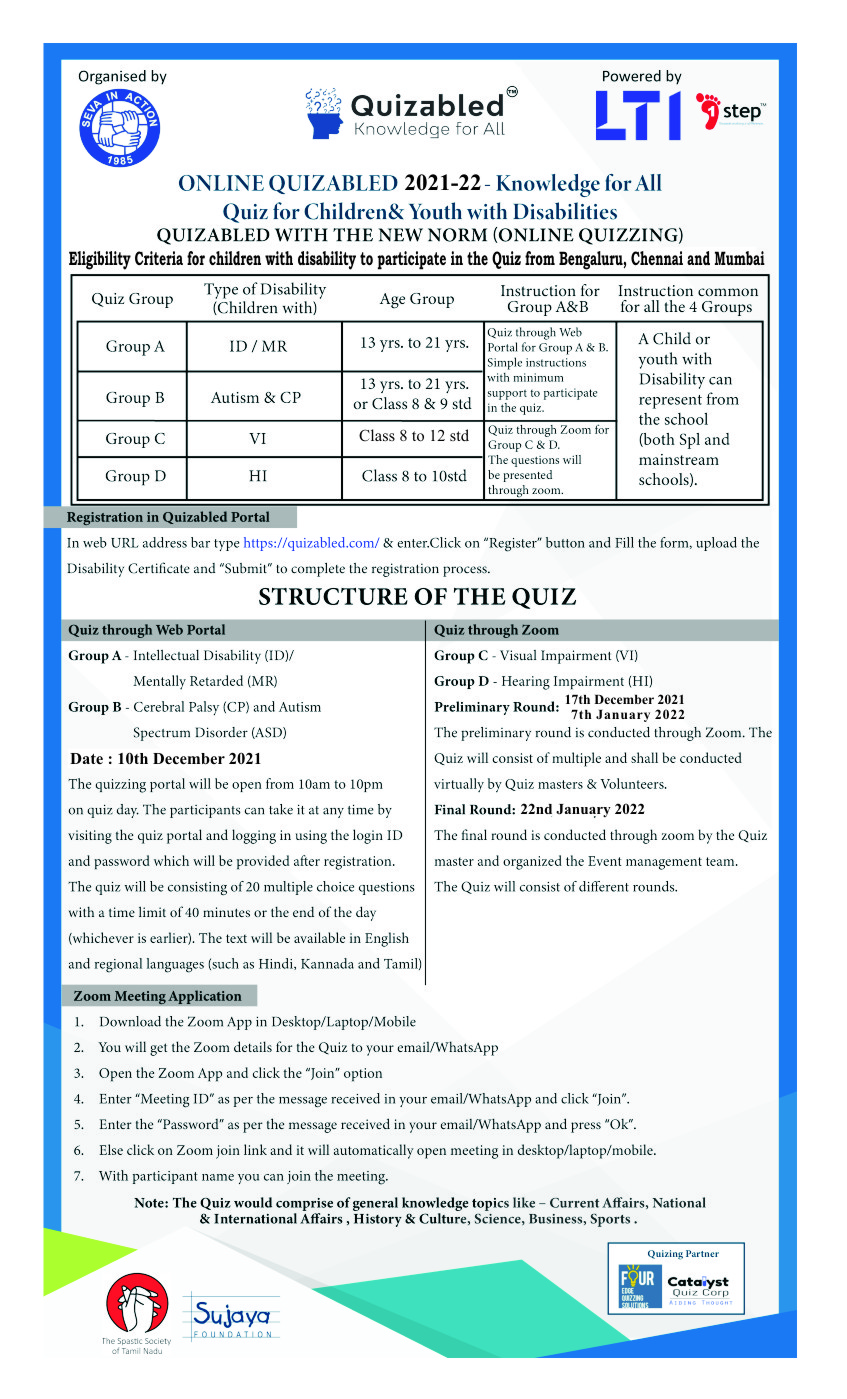 Organised by
SEVA IN ACTION
1985
Quizabled™
Knowledge for All
Powered by
LTI
1 step™
ONLINE QUIZABLED 2021-22 - Knowledge for All
Quiz for Children& Youth with Disabilities
QUIZABLED WITH THE NEW NORM (ONLINE QUIZZING)
Eligibility Criteria for children with disability to participate in the Quiz from Bengaluru, Chennai and Mumbai
Quiz Group
Type of Disability
(Children with)
Age Group
Instruction for
Group A&B
Instruction common
for all the 4 Groups
Group A
ID / MR
13 yrs. to 21 yrs.
Quiz through Web
Portal for Group A & B.
Simple instructions
with minimum
support to participate
in the quiz.
A Child or
youth with
Disability can
represent from
the school
(both Spl and
mainstream
schools).
Group B
Autism & CP
13 yrs. to 21 yrs.
or Class 8 & 9 std
Group C
VI
Class 8 to 12 std
Quiz through Zoom for
Group C & D.
The questions will
be presented
through zoom.
Group D
HI
Class 8 to 10std
Registration in Quizabled Portal
In web URL address bar type https://quizabled.com/ & enter.Click on “Register” button and Fill the form, upload the
Disability Certificate and “Submit” to complete the registration process.
STRUCTURE OF THE QUIZ
Quiz through Web Portal
Group A - Intellectual Disability (ID)/
Mentally Retarded (MR)
Group B - Cerebral Palsy (CP) and Autism
Spectrum Disorder (ASD)
Date : 10th December 2021
The quizzing portal will be open from 10am to 10pm
on quiz day. The participants can take it at any time by
visiting the quiz portal and logging in using the login ID
and password which will be provided after registration.
The quiz will be consisting of 20 multiple choice questions
with a time limit of 40 minutes or the end of the day
(whichever is earlier). The text will be available in English
and regional languages (such as Hindi, Kannada and Tamil)
Quiz through Zoom
Group C - Visual Impairment (VI)
Group D - Hearing Impairment (HI)
Preliminary Round: 17th December 2021
7th January 2022
The preliminary round is conducted through Zoom. The
Quiz will consist of multiple and shall be conducted
virtually by Quiz masters & Volunteers.
Final Round: 22nd January 2022
The final round is conducted through zoom by the Quiz
master and organized the Event management team.
The Quiz will consist of different rounds.
Zoom Meeting Application
1. Download the Zoom App in Desktop/Laptop/Mobile
2. You will get the Zoom details for the Quiz to your email/WhatsApp
3. Open the Zoom App and click the “Join” option
4. Enter “Meeting ID” as per the message received in your email/WhatsApp and click “Join”.
5. Enter the “Password” as per the message received in your email/WhatsApp and press “Ok”.
6. Else click on Zoom join link and it will automatically open meeting in desktop/laptop/mobile.
7. With participant name you can join the meeting.
Note: The Quiz would comprise of general knowledge topics like – Current Affairs, National
& International Affairs , History & Culture, Science, Business, Sports .
The Spastic Society
of Tamil Nadu
Sujaya
FOUNDATION
Quizing Partner
FOUR
EDGE
QUIZZING
SOLUTIONS
Catalyst
Quiz Corp
AIDING THOUGHT